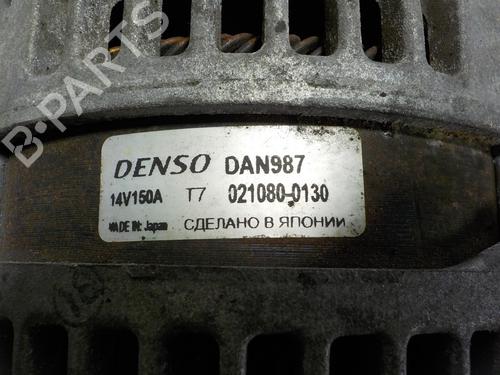 B-PARTS
DENSO DAN987
14V150A T7 021080-0130
MADE IN: Japan СДЕЛАНО В ЯПОНИИ